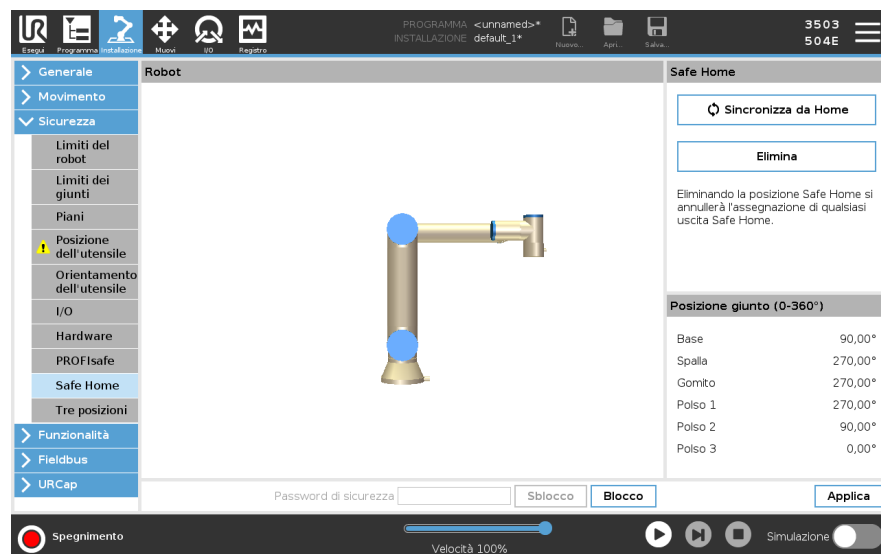 PROGRAMMA <unnamed>*
INSTALLAZIONE default_1*
UR
Esegui
Programma
Installazione
Muovi
I/O
Registro
Nuovo...
Apri...
Salva...
3503
504E
Generale
Movimento
Sicurezza
Limiti del
robot
Limiti dei
giunti
Piani
Posizione
dell'utensile
Orientamento
dell'utensile
I/O
Hardware
PROFIsafe
Safe Home
Tre posizioni
Funzionalità
Fieldbus
URCap
Robot
Safe Home
Sincronizza da Home
Elimina
Eliminando la posizione Safe Home si
annullerà l'assegnazione di qualsiasi
uscita Safe Home.
Posizione giunto (0-360°)
Base 90,00°
Spalla 270,00°
Gomito 270,00°
Polso 1 270,00°
Polso 2 90,00°
Polso 3 0,00°
Password di sicurezza
Sblocco
Blocco
Applica
Spegnimento
Velocità 100%
Simulazione